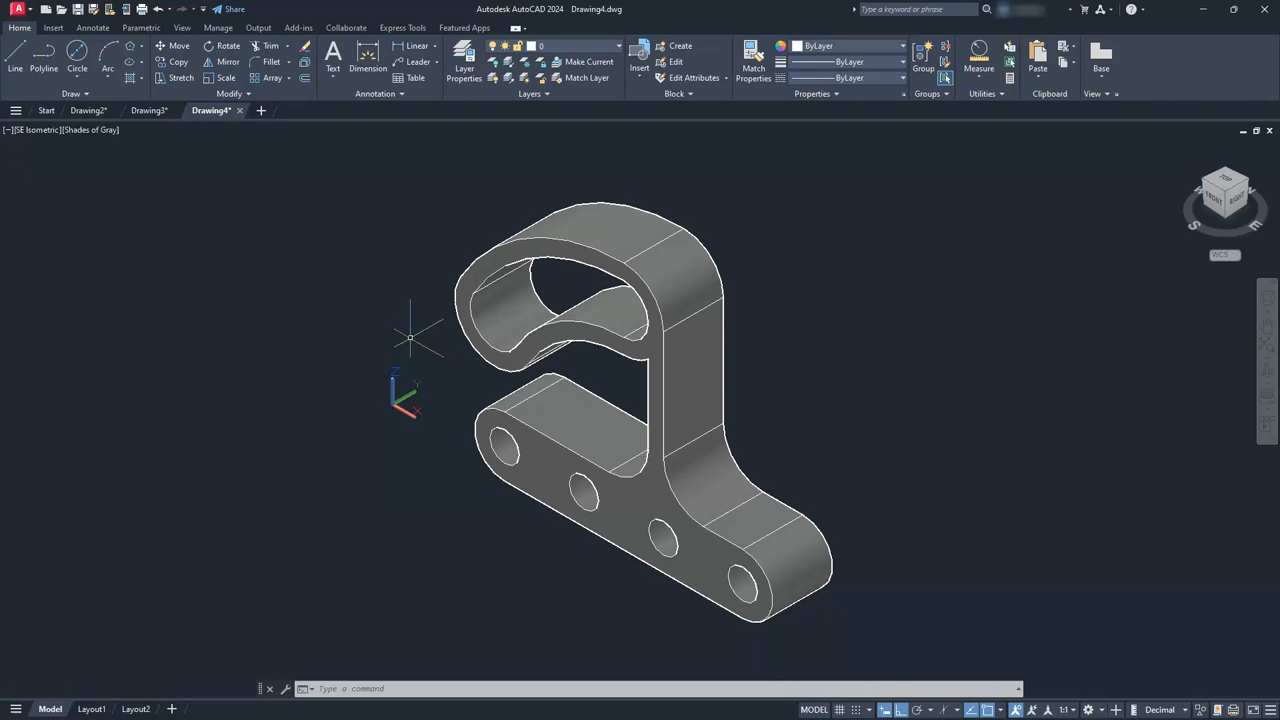 Share
Autodesk AutoCAD 2024 Drawing4.dwg
Type a keyword or phrase
Home Insert Annotate Parametric View Manage Output Add-ins Collaborate Express Tools Featured Apps
Line Polyline Circle Arc
Move Rotate Trim
Copy Mirror Fillet
Stretch Scale Array
Text Dimension
Linear
Leader
Table
Layer Properties
0
Make Current
Match Layer
Insert
Create
Edit
Edit Attributes
Match Properties
ByLayer
ByLayer
ByLayer
Group
Measure
Paste
Base
Draw Modify Annotation Layers Block Properties Groups Utilities Clipboard View
Start Drawing2* Drawing3* Drawing4*
[−][SE Isometric][Shades of Gray]
TOP
FRONT RIGHT
S E
WCS
Z
Y
X
Type a command
Model Layout1 Layout2
MODEL 1:1 Decimal